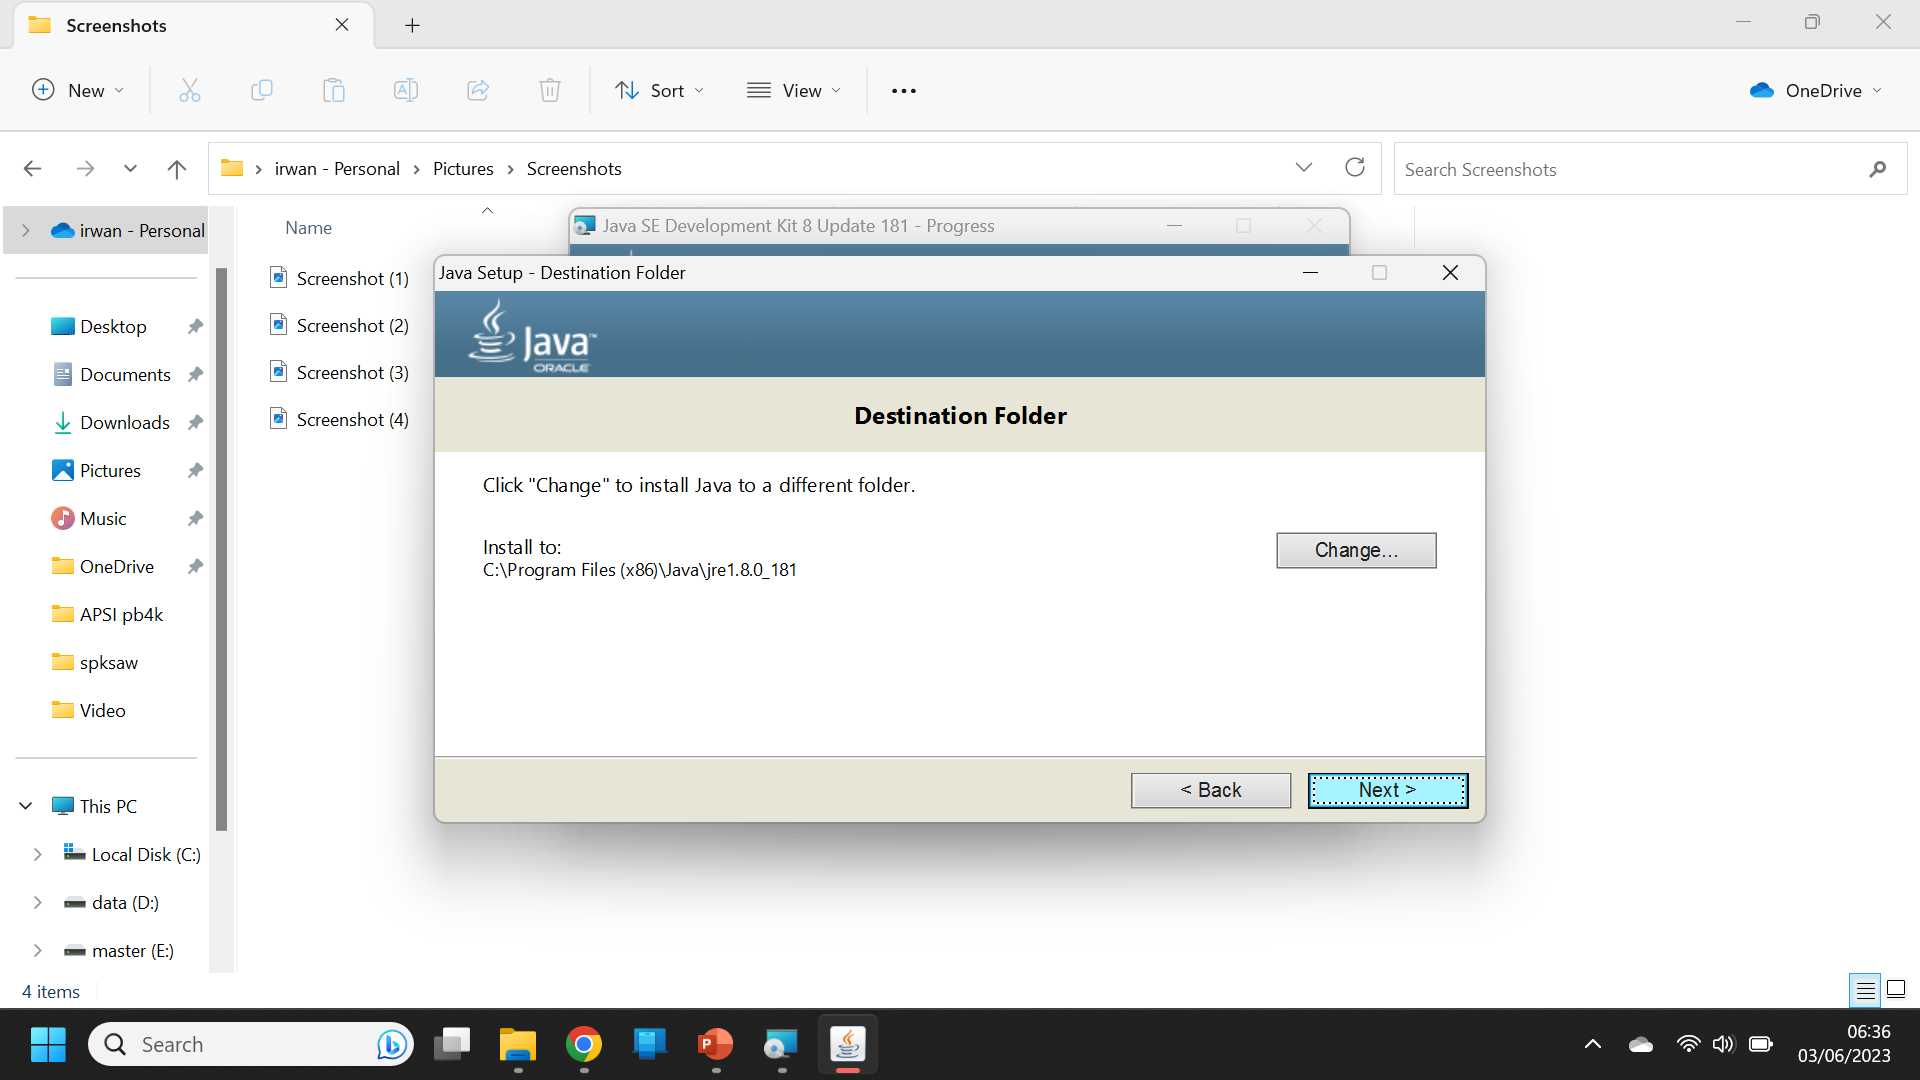 Screenshots
New
Sort
View
OneDrive
irwan - Personal
Pictures
Screenshots
Search Screenshots
irwan - Personal
Desktop
Documents
Downloads
Pictures
Music
OneDrive
APSI pb4k
spksaw
Video
This PC
Local Disk (C:)
data (D:)
master (E:)
Name
Screenshot (1)
Screenshot (2)
Screenshot (3)
Screenshot (4)
Java SE Development Kit 8 Update 181 - Progress
Java Setup - Destination Folder
Java™
ORACLE
Destination Folder
Click "Change" to install Java to a different folder.
Install to:
C:\Program Files (x86)\Java\jre1.8.0_181
Change...
< Back
Next >
4 items
Search
06:36
03/06/2023